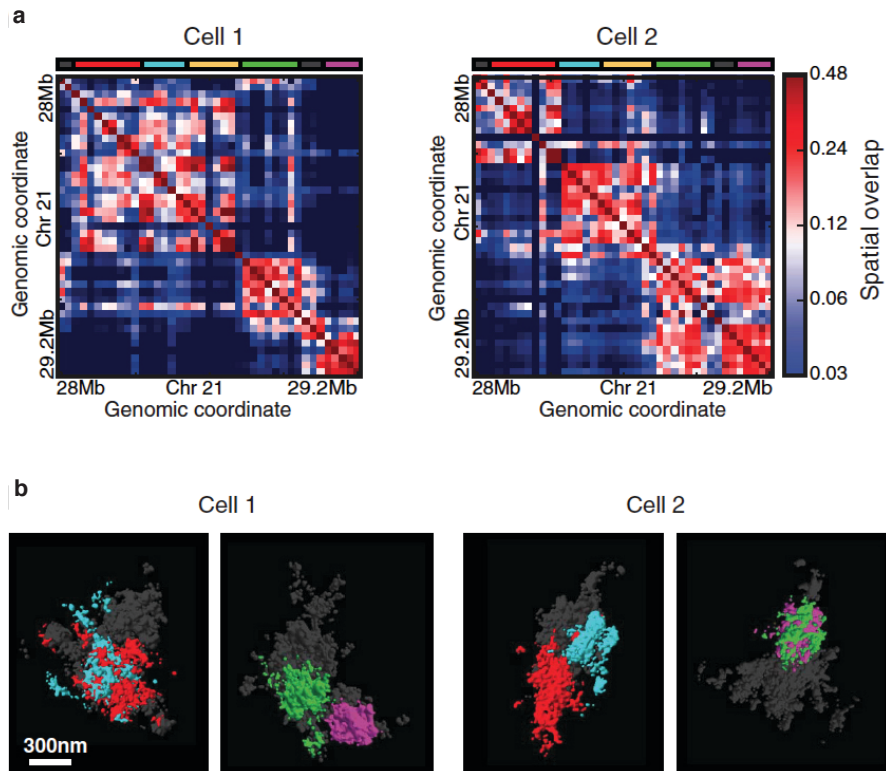 a
Cell 1
Cell 2
28Mb
Chr 21
29.2Mb
Genomic coordinate
28Mb
Chr 21
29.2Mb
Genomic coordinate
28Mb
Chr 21
29.2Mb
Genomic coordinate
28Mb
Chr 21
29.2Mb
Genomic coordinate
0.48
0.24
0.12
0.06
0.03
Spatial overlap
b
Cell 1
Cell 2
300nm